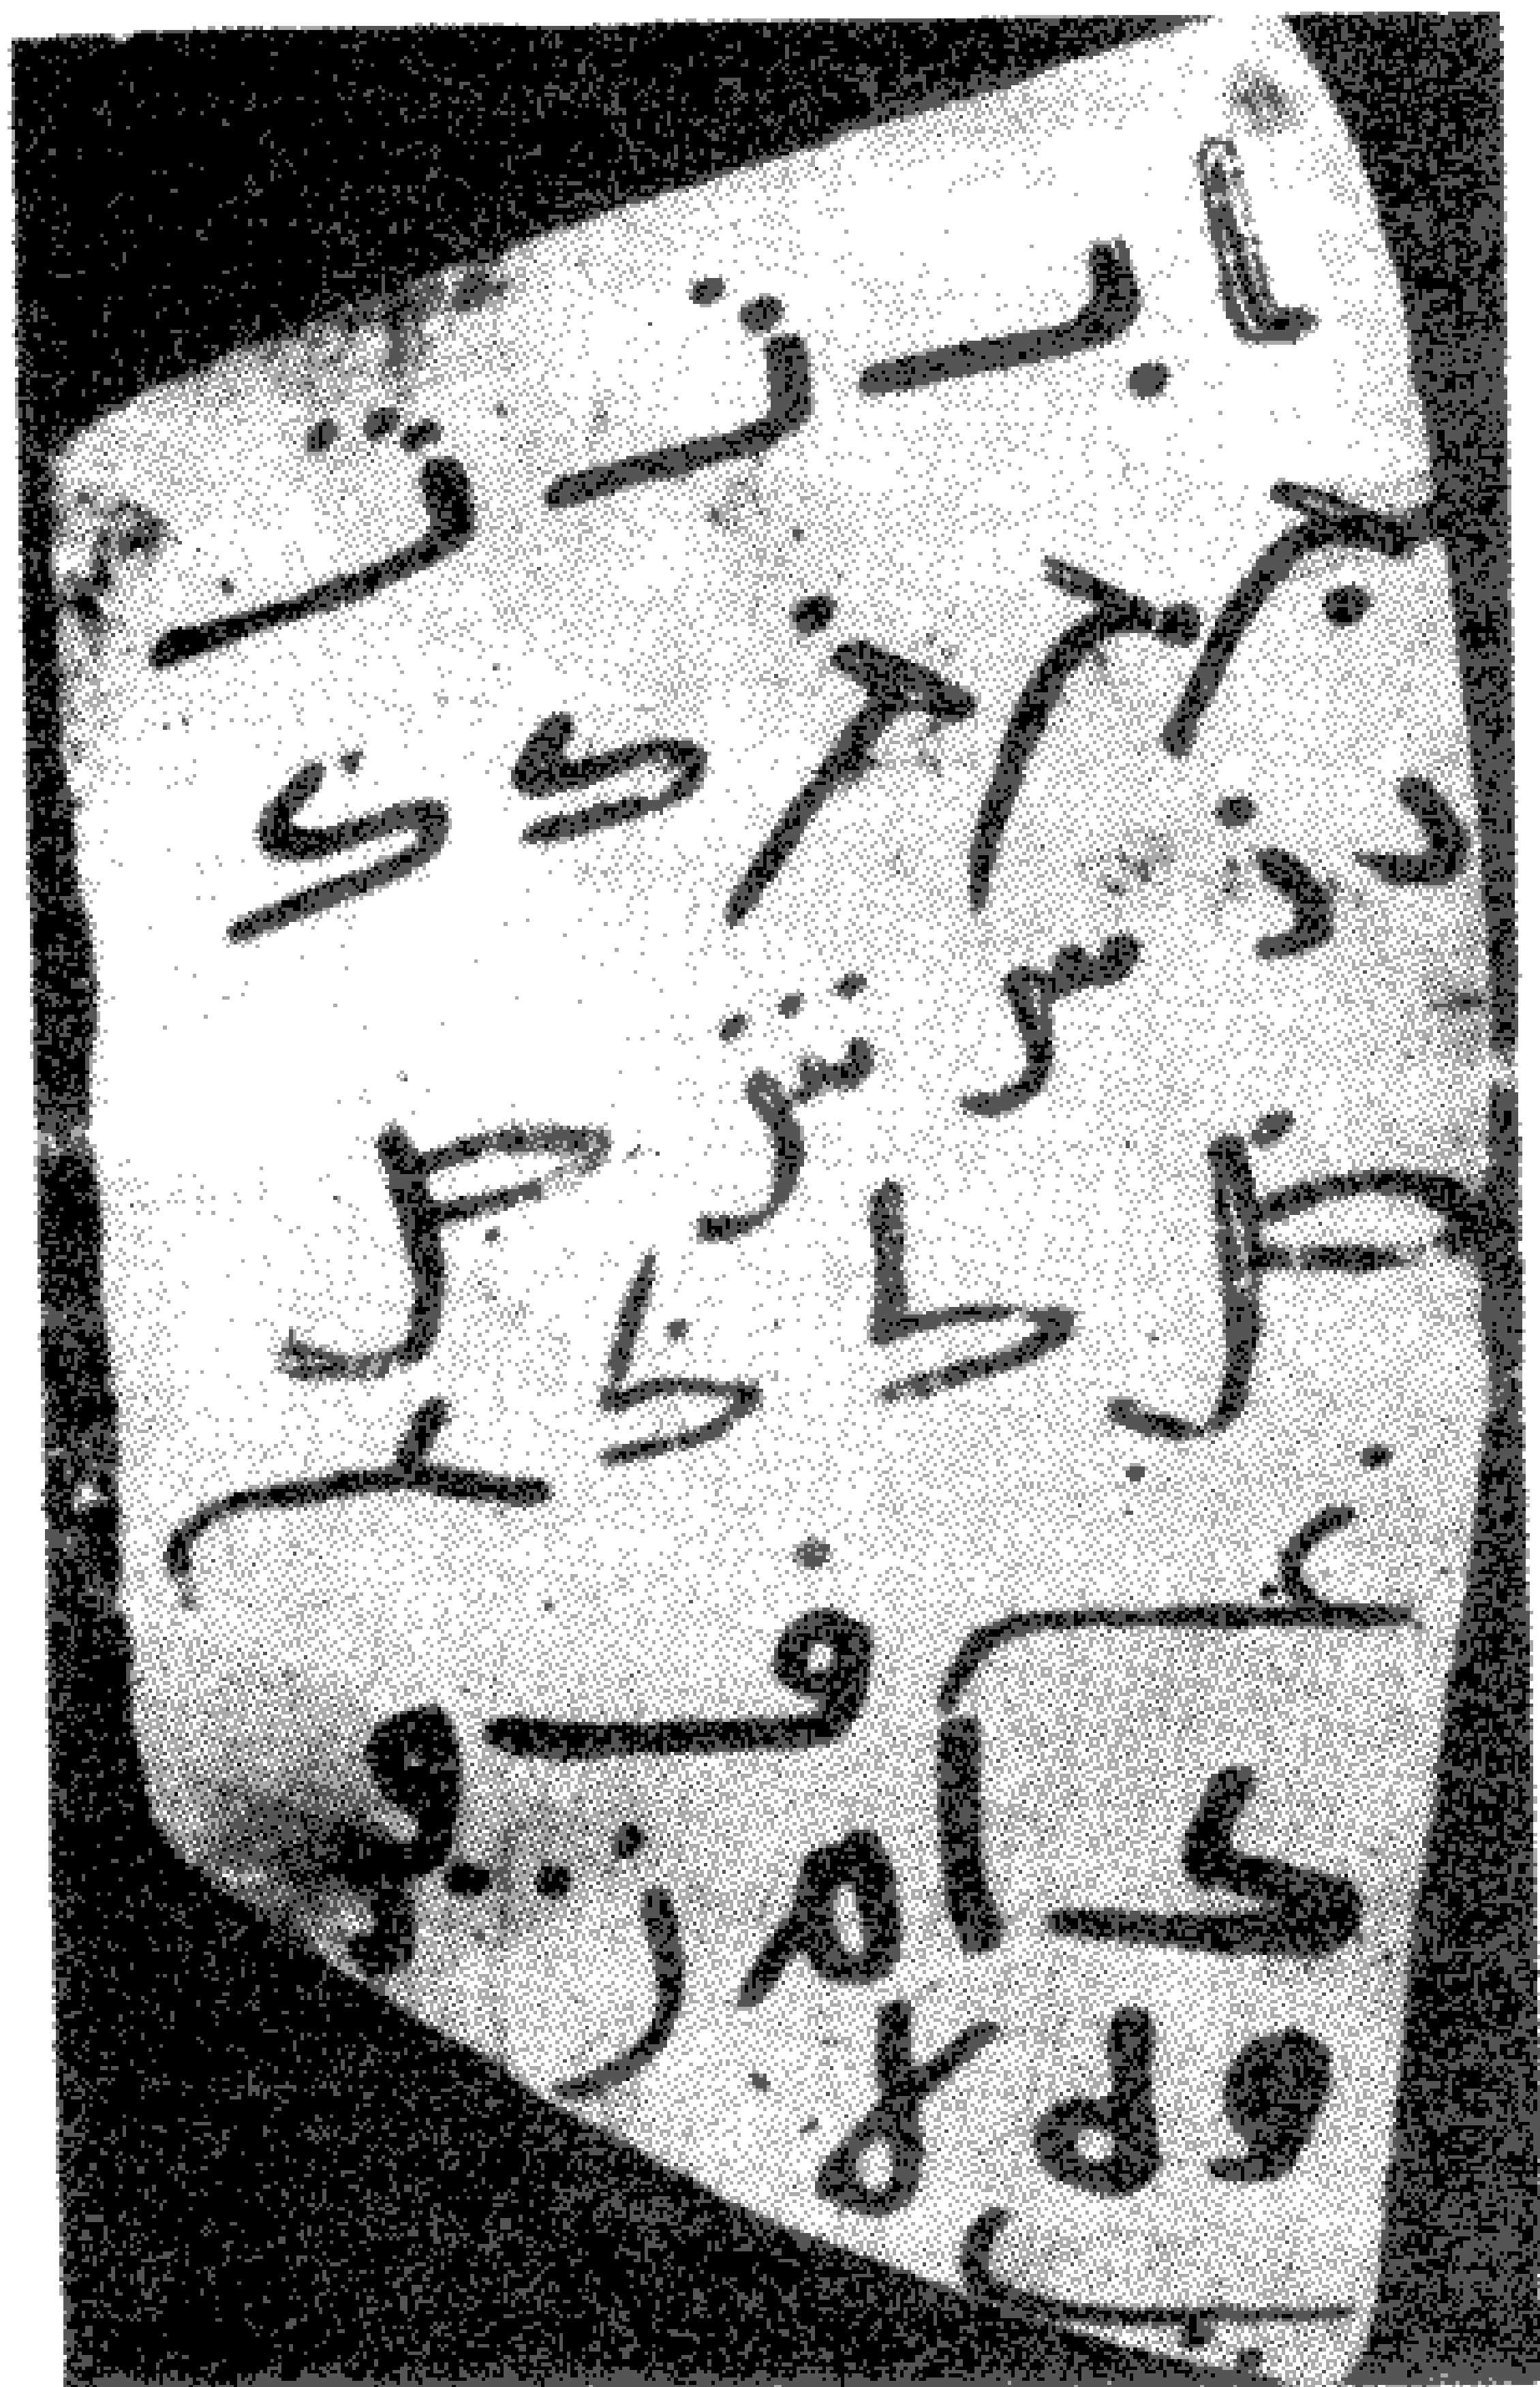 ا ب ت ث
ج ح خ د ذ
ر ز س ش ص
ض ط ظ ع
غ ف ق
ك ل م ن
و ه لا
ي